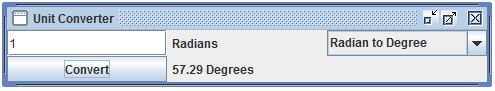 Unit Converter
1 Radians Radian to Degree
Convert 57.29 Degrees